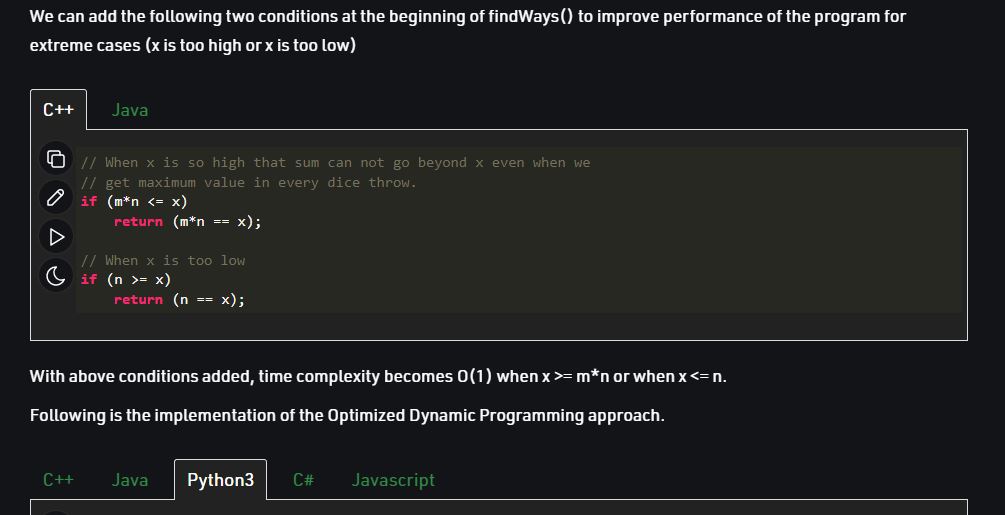 We can add the following two conditions at the beginning of findWays() to improve performance of the program for
extreme cases (x is too high or x is too low)
C++ Java
// When x is so high that sum can not go beyond x even when we
// get maximum value in every dice throw.
if (m*n <= x)
    return (m*n == x);
// When x is too low
if (n >= x)
    return (n == x);
With above conditions added, time complexity becomes O(1) when x >= m*n or when x <= n.
Following is the implementation of the Optimized Dynamic Programming approach.
C++ Java Python3 C# Javascript